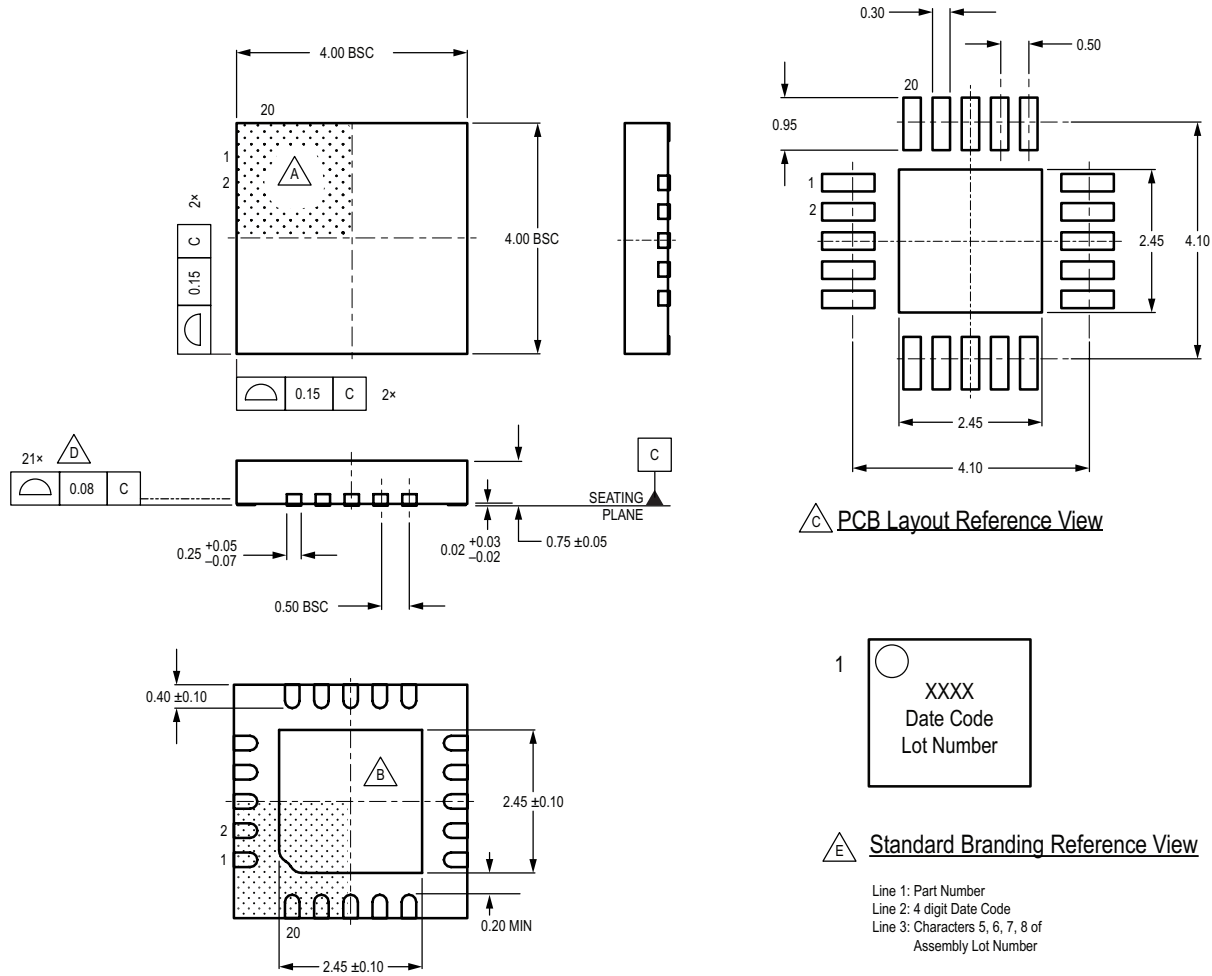 4.00 BSC
20
1
2
A
4.00 BSC
2×
0.15 C
0.15 C 2×
21× D
0.08 C
C
SEATING
PLANE
0.25 +0.05 –0.07
0.02 +0.03 –0.02
0.75 ±0.05
0.50 BSC
0.40 ±0.10
B
2.45 ±0.10
2
1
20
0.20 MIN
2.45 ±0.10
0.30
0.50
20
0.95
1
2
2.45
4.10
2.45
4.10
C PCB Layout Reference View
1
XXXX
Date Code
Lot Number
E Standard Branding Reference View
Line 1: Part Number
Line 2: 4 digit Date Code
Line 3: Characters 5, 6, 7, 8 of
Assembly Lot Number